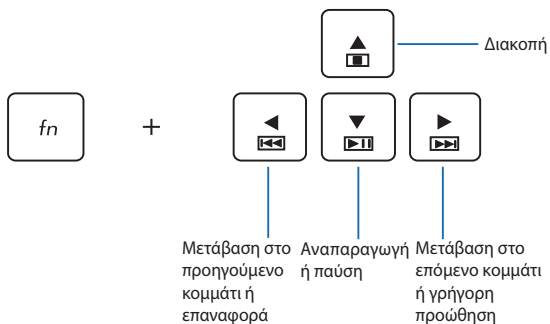 Διακοπή
fn
+
Μετάβαση στο
προηγούμενο
κομμάτι ή
επαναφορά
Αναπαραγωγή
ή παύση
Μετάβαση στο
επόμενο κομμάτι
ή γρήγορη
προώθηση